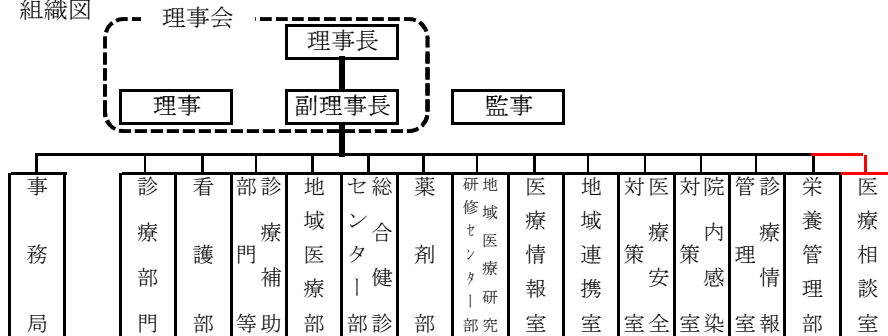 組織図
理事会
理事長
理事
副理事長
監事
事務局
診療部門
看護部
診療補助
部門等
地域医療部
総合健診
センター部
薬剤部
地域医療研究
研修センター部
医療情報室
地域連携室
医療安全
対策室
院内感染
対策室
診療情報
管理室
栄養管理部
医療相談室